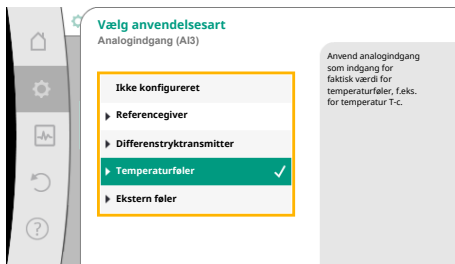 Vælg anvendelsesart
Analogindgang (AI3)
Ikke konfigureret
Referencegiver
Differenstryktransmitter
Temperaturføler
Ekstern føler
Anvend analogindgang
som indgang for
faktisk værdi for
temperaturføler, f.eks.
for temperatur T-c.